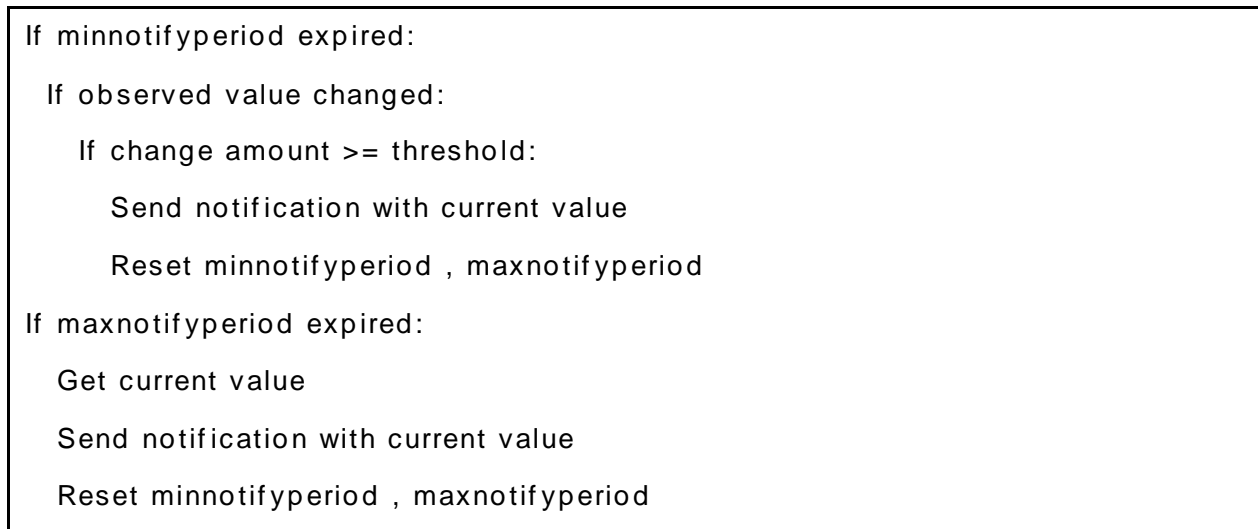 If minnotifyperiod expired:
If observed value changed:
If change amount >= threshold:
Send notification with current value
Reset minnotifyperiod , maxnotifyperiod
If maxnotifyperiod expired:
Get current value
Send notification with current value
Reset minnotifyperiod , maxnotifyperiod